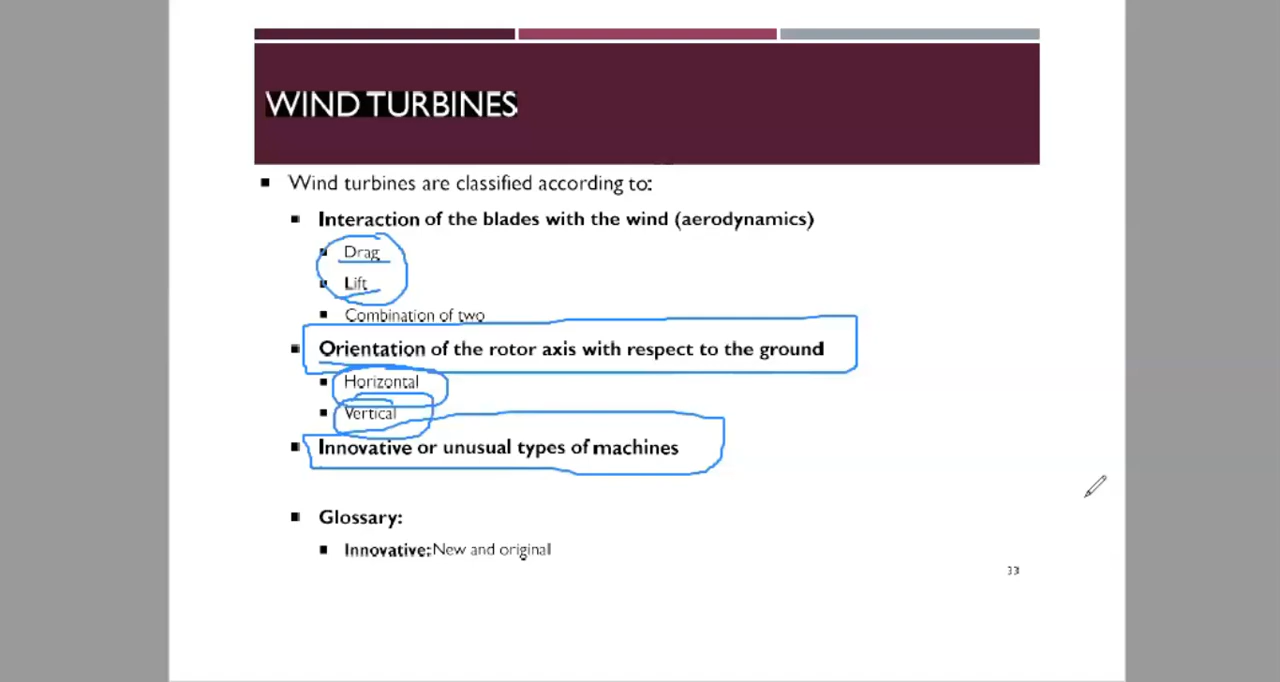 WIND TURBINES
Wind turbines are classified according to:
Interaction of the blades with the wind (aerodynamics)
Drag
Lift
Combination of two
Orientation of the rotor axis with respect to the ground
Horizontal
Vertical
Innovative or unusual types of machines
Glossary:
Innovative:New and original
33